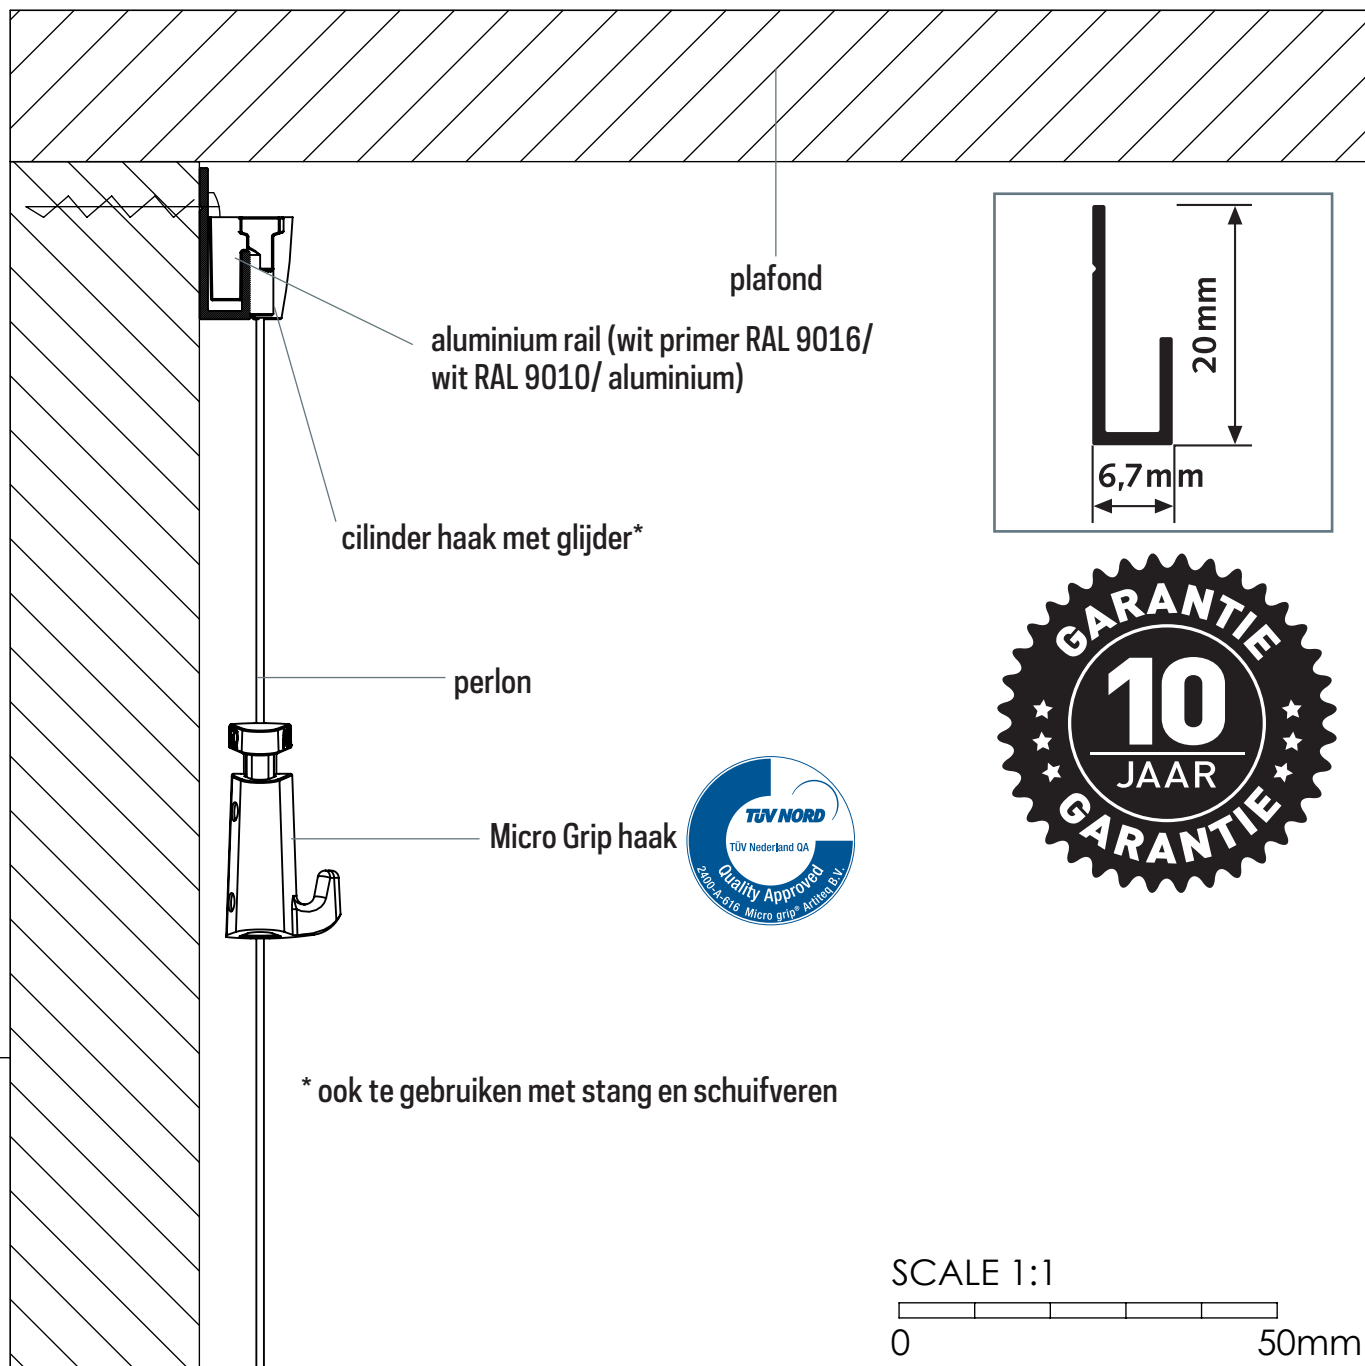 plafond
aluminium rail (wit primer RAL 9016/
wit RAL 9010/ aluminium)
20mm
6,7mm
cilinder haak met glijder*
GARANTIE
10
JAAR
GARANTIE
perlon
Micro Grip haak
TÜV NORD
TÜV Nederland QA
Quality Approved
2400-A-616 Micro grip® Artiteq B.V.
* ook te gebruiken met stang en schuifveren
SCALE 1:1
0 50mm